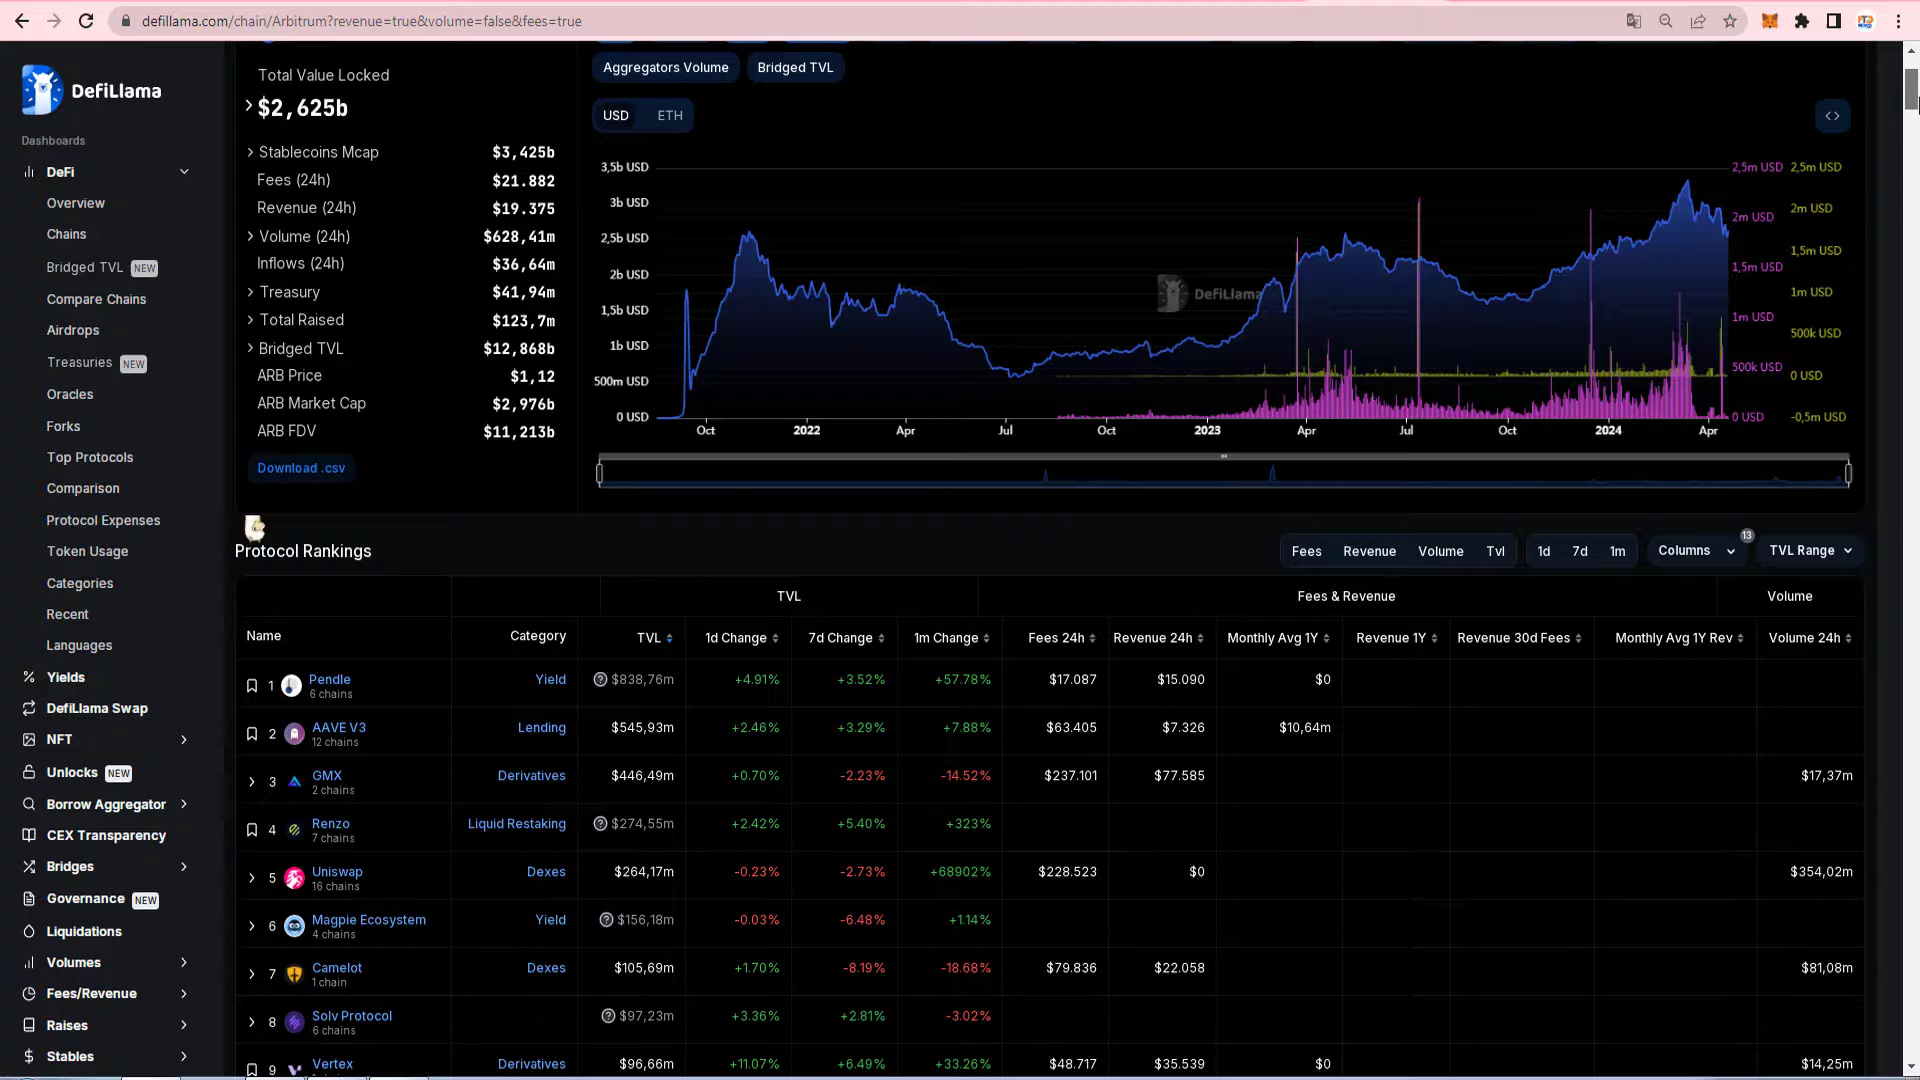 defillama.com/chain/Arbitrum?revenue=true&volume=false&fees=true
DefiLlama
Dashboards
DeFi
Overview
Chains
Bridged TVL NEW
Compare Chains
Airdrops
Treasuries NEW
Oracles
Forks
Top Protocols
Comparison
Protocol Expenses
Token Usage
Categories
Recent
Languages
Yields
DefiLlama Swap
NFT
Unlocks NEW
Borrow Aggregator
CEX Transparency
Bridges
Governance NEW
Liquidations
Volumes
Fees/Revenue
Raises
Stables
Total Value Locked
$2,625b
Stablecoins Mcap $3,425b
Fees (24h) $21.882
Revenue (24h) $19.375
Volume (24h) $628,41m
Inflows (24h) $36,64m
Treasury $41,94m
Total Raised $123,7m
Bridged TVL $12,868b
ARB Price $1,12
ARB Market Cap $2,976b
ARB FDV $11,213b
Download .csv
Aggregators Volume Bridged TVL
USD ETH
3,5b USD
3b USD
2,5b USD
2b USD
1,5b USD
1b USD
500m USD
0 USD
DefiLlama
2,5m USD
2m USD
1,5m USD
1m USD
500k USD
0 USD
2,5m USD
2m USD
1,5m USD
1m USD
500k USD
0 USD
-0,5m USD
Oct 2022 Apr Jul Oct 2023 Apr Jul Oct 2024 Apr
Protocol Rankings
Fees Revenue Volume Tvl 1d 7d 1m Columns 13 TVL Range
TVL Fees & Revenue Volume
Name Category TVL 1d Change 7d Change 1m Change Fees 24h Revenue 24h Monthly Avg 1Y Revenue 1Y Revenue 30d Fees Monthly Avg 1Y Rev Volume 24h
1 Pendle Yield $838,76m +4.91% +3.52% +57.78% $17.087 $15.090 $0
6 chains
2 AAVE V3 Lending $545,93m +2.46% +3.29% +7.88% $63.405 $7.326 $10,64m
12 chains
3 GMX Derivatives $446,49m +0.70% -2.23% -14.52% $237.101 $77.585 $17,37m
2 chains
4 Renzo Liquid Restaking $274,55m +2.42% +5.40% +323%
7 chains
5 Uniswap Dexes $264,17m -0.23% -2.73% +68902% $228.523 $0 $354,02m
16 chains
6 Magpie Ecosystem Yield $156,18m -0.03% -6.48% +1.14%
4 chains
7 Camelot Dexes $105,69m +1.70% -8.19% -18.68% $79.836 $22.058 $81,08m
1 chain
8 Solv Protocol $97,23m +3.36% +2.81% -3.02%
6 chains
9 Vertex Derivatives $96,66m +11.07% +6.49% +33.26% $48.717 $35.539 $0 $14,25m